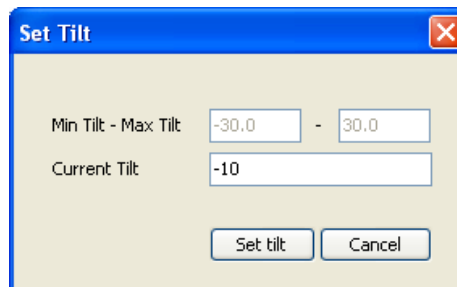 Set Tilt
Min Tilt - Max Tilt -30.0 - 30.0
Current Tilt -10
Set tilt Cancel